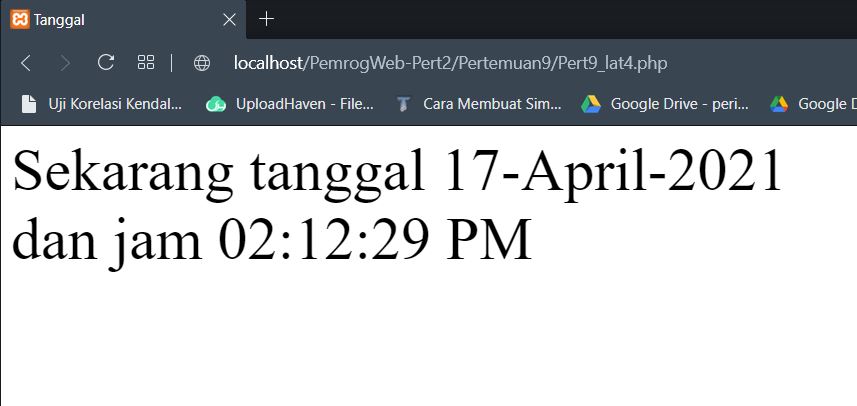 Tanggal
localhost/PemrogWeb-Pert2/Pertemuan9/Pert9_lat4.php
Uji Korelasi Kendal... UploadHaven - File... Cara Membuat Sim... Google Drive - peri... Google D
Sekarang tanggal 17-April-2021
dan jam 02:12:29 PM